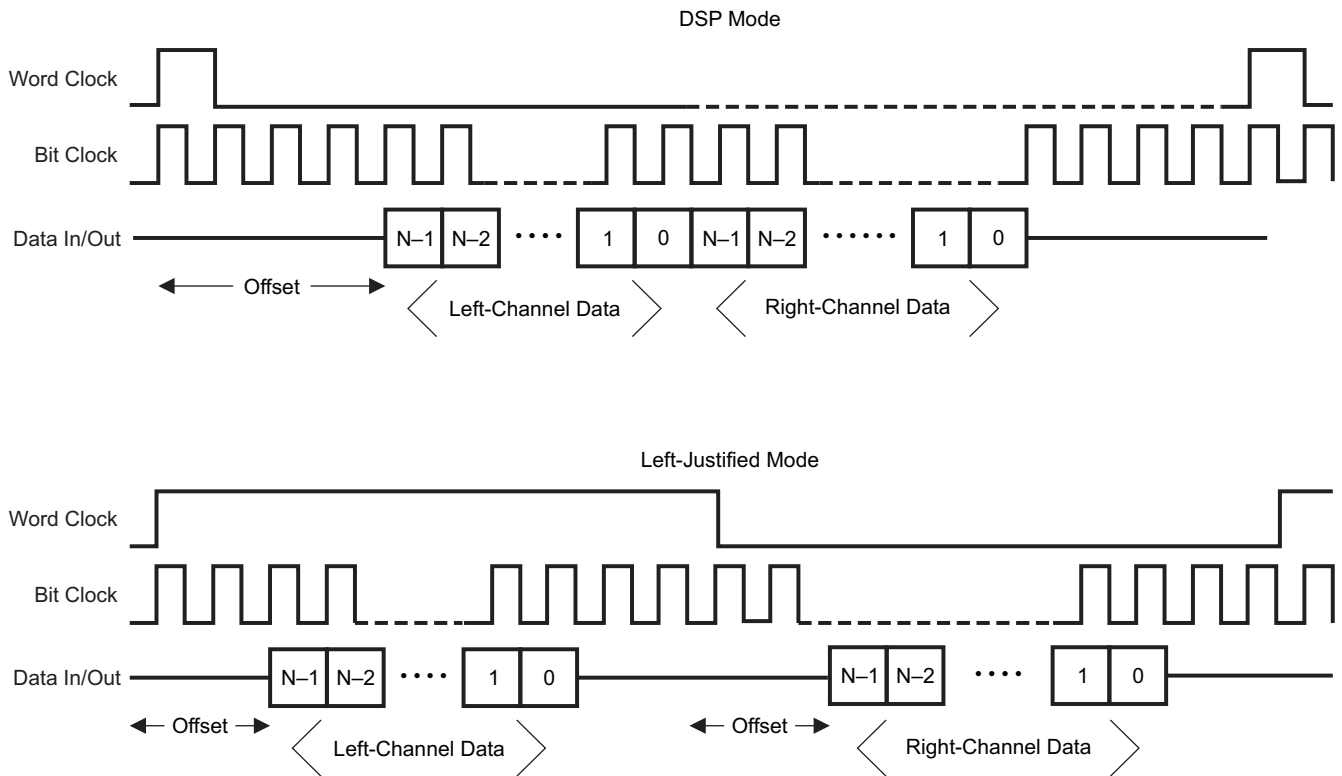 DSP Mode
Word Clock
Bit Clock
Data In/Out
N–1 N–2 •••• 1 0 N–1 N–2 •••••• 1 0
Offset
Left-Channel Data
Right-Channel Data
Left-Justified Mode
Word Clock
Bit Clock
Data In/Out
N–1 N–2 •••• 1 0 N–1 N–2 •••• 1 0
Offset
Offset
Left-Channel Data
Right-Channel Data